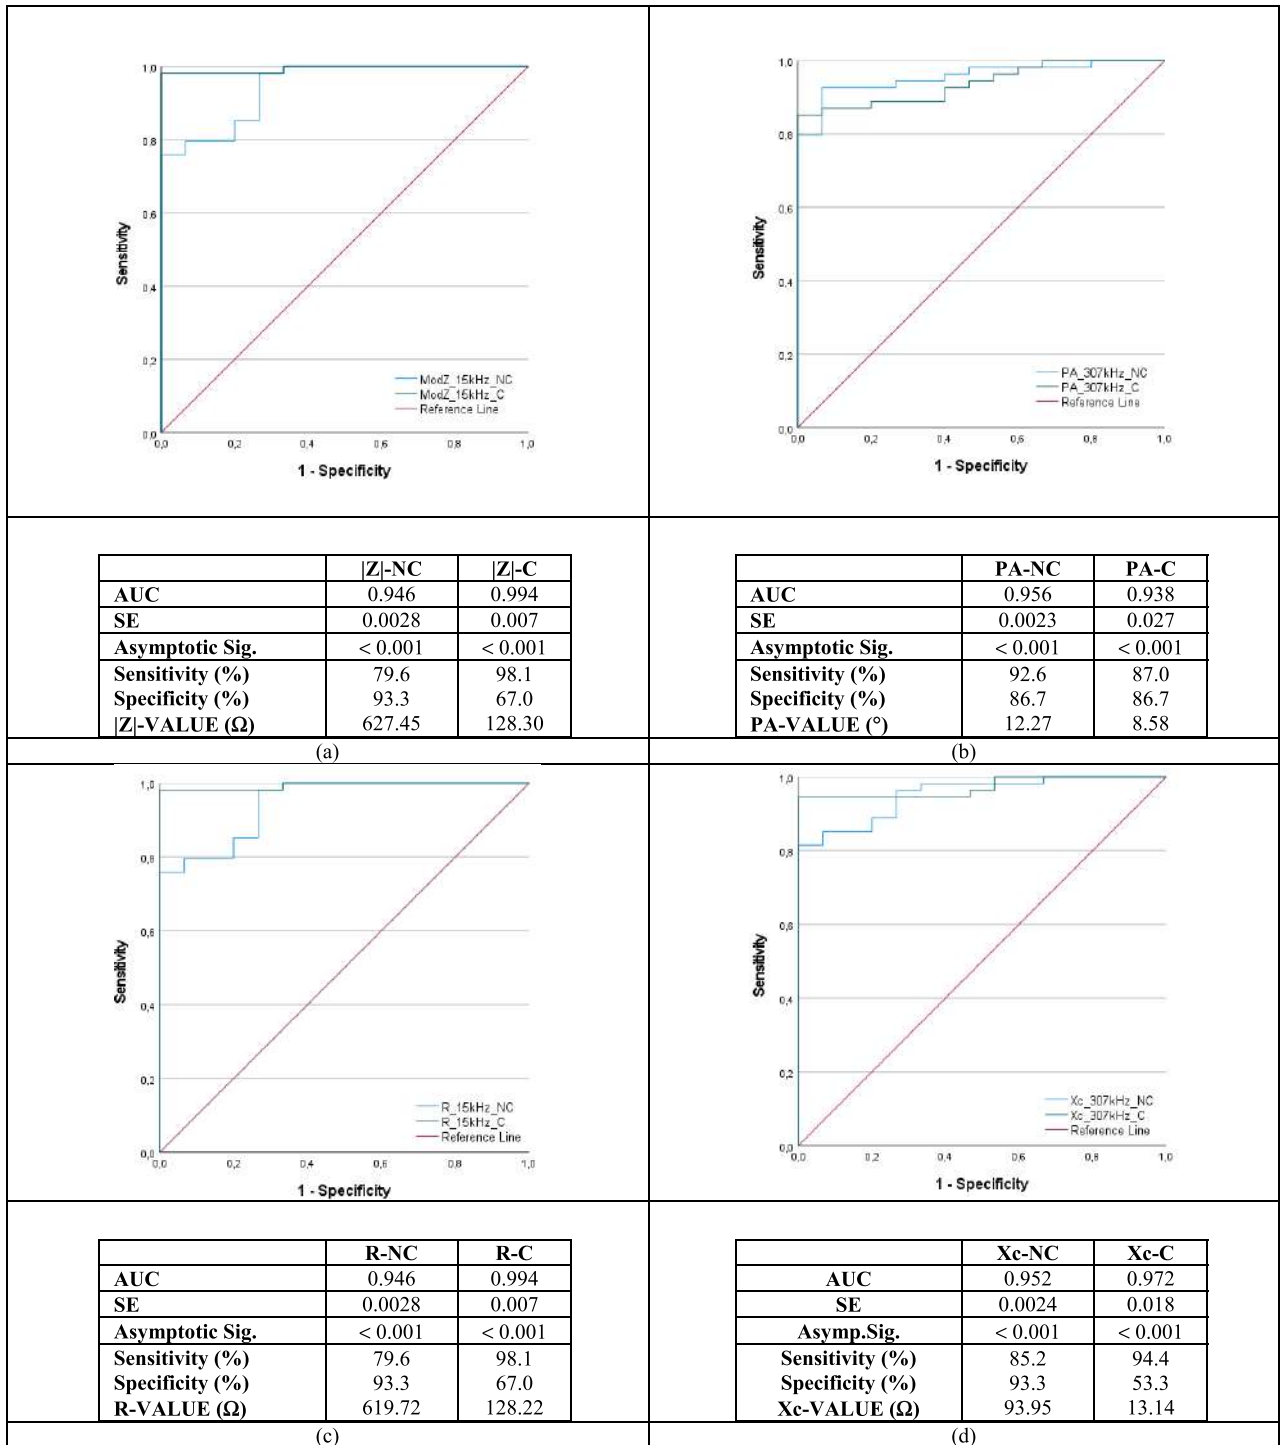 1,0
0,8
0,6
0,4
0,2
0,0
Sensitivity
ModZ_15kHz_NC
ModZ_15kHz_C
Reference Line
0,0 0,2 0,4 0,6 0,8 1,0
1 - Specificity
1,0
0,8
0,6
0,4
0,2
0,0
Sensitivity
PA_307kHz_NC
PA_307kHz_C
Reference Line
0,0 0,2 0,4 0,6 0,8 1,0
1 - Specificity
|Z|-NC |Z|-C
AUC 0.946 0.994
SE 0.0028 0.007
Asymptotic Sig. < 0.001 < 0.001
Sensitivity (%) 79.6 98.1
Specificity (%) 93.3 67.0
|Z|-VALUE (Ω) 627.45 128.30
(a)
PA-NC PA-C
AUC 0.956 0.938
SE 0.0023 0.027
Asymptotic Sig. < 0.001 < 0.001
Sensitivity (%) 92.6 87.0
Specificity (%) 86.7 86.7
PA-VALUE (°) 12.27 8.58
(b)
1,0
0,8
0,6
0,4
0,2
0,0
Sensitivity
R_15kHz_NC
R_15kHz_C
Reference Line
0,0 0,2 0,4 0,6 0,8 1,0
1 - Specificity
1,0
0,8
0,6
0,4
0,2
0,0
Sensitivity
Xc_307kHz_NC
Xc_307kHz_C
Reference Line
0,0 0,2 0,4 0,6 0,8 1,0
1 - Specificity
R-NC R-C
AUC 0.946 0.994
SE 0.0028 0.007
Asymptotic Sig. < 0.001 < 0.001
Sensitivity (%) 79.6 98.1
Specificity (%) 93.3 67.0
R-VALUE (Ω) 619.72 128.22
(c)
Xc-NC Xc-C
AUC 0.952 0.972
SE 0.0024 0.018
Asymp.Sig. < 0.001 < 0.001
Sensitivity (%) 85.2 94.4
Specificity (%) 93.3 53.3
Xc-VALUE (Ω) 93.95 13.14
(d)